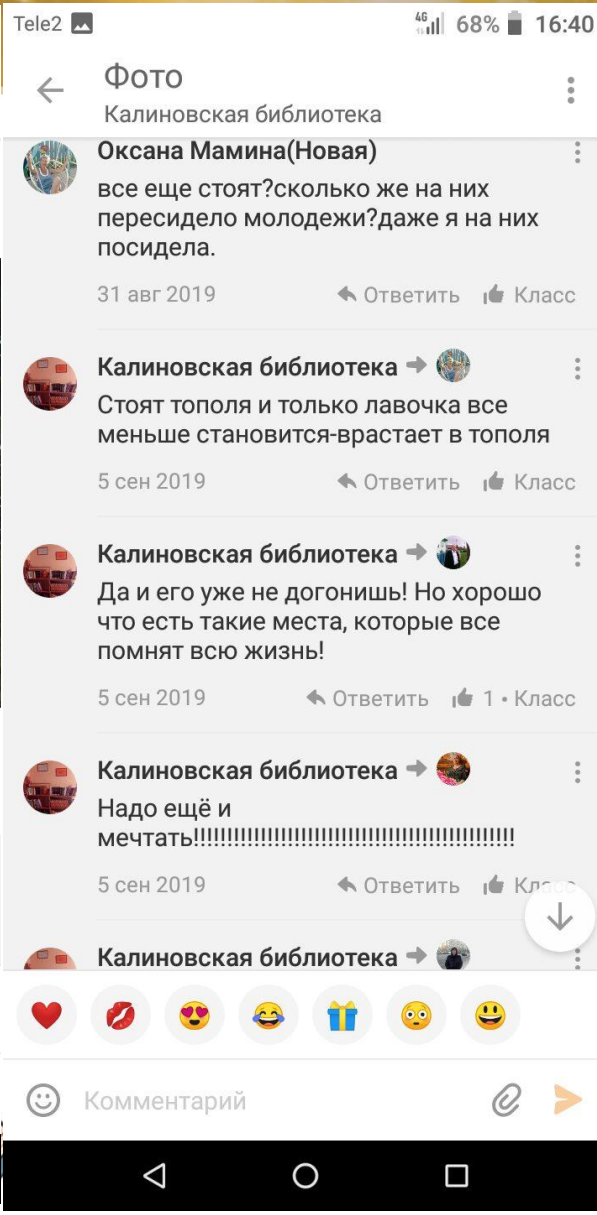 Tele2
4G 68% 16:40
Фото
Калиновская библиотека
Оксана Мамина(Новая)
все еще стоят?сколько же на них
пересидело молодежи?даже я на них
посидела.
31 авг 2019 Ответить Класс
Калиновская библиотека
Стоят тополя и только лавочка все
меньше становится-врастает в тополя
5 сен 2019 Ответить Класс
Калиновская библиотека
Да и его уже не догонишь! Но хорошо
что есть такие места, которые все
помнят всю жизнь!
5 сен 2019 Ответить 1 • Класс
Калиновская библиотека
Надо ещё и
мечтать!!!!!!!!!!!!!!!!!!!!!!!!!!!!!!!!!!!!!!!!!!!!!!!!!
5 сен 2019 Ответить Класс
Калиновская библиотека
Комментарий